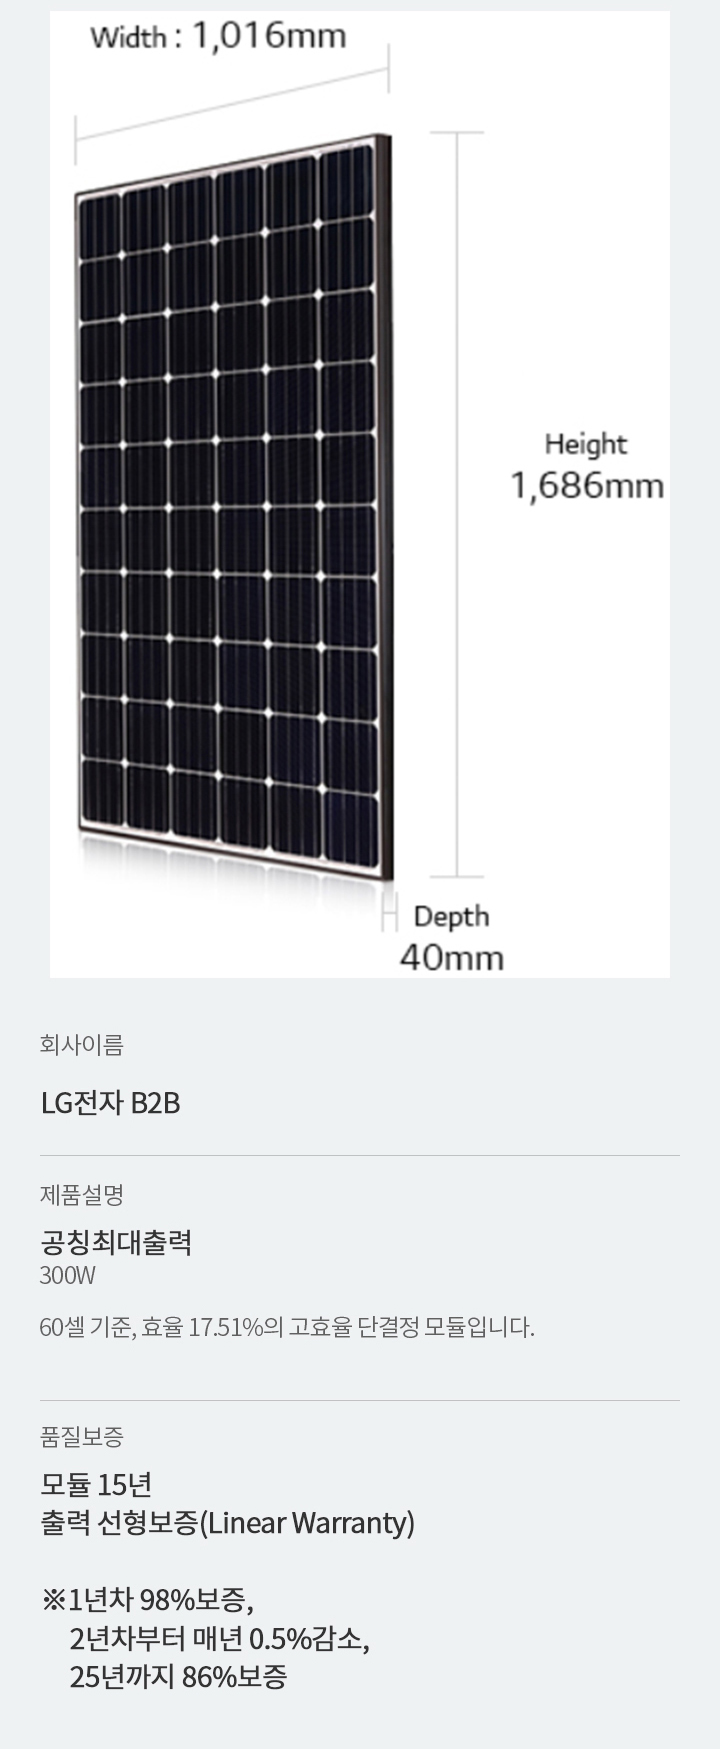 Width : 1,016mm
Height
1,686mm
Depth
40mm
회사이름
LG전자 B2B
제품설명
공칭최대출력
300W
60셀 기준, 효율 17.51%의 고효율 단결정 모듈입니다.
품질보증
모듈 15년
출력 선형보증(Linear Warranty)
※1년차 98%보증,
2년차부터 매년 0.5%감소,
25년까지 86%보증